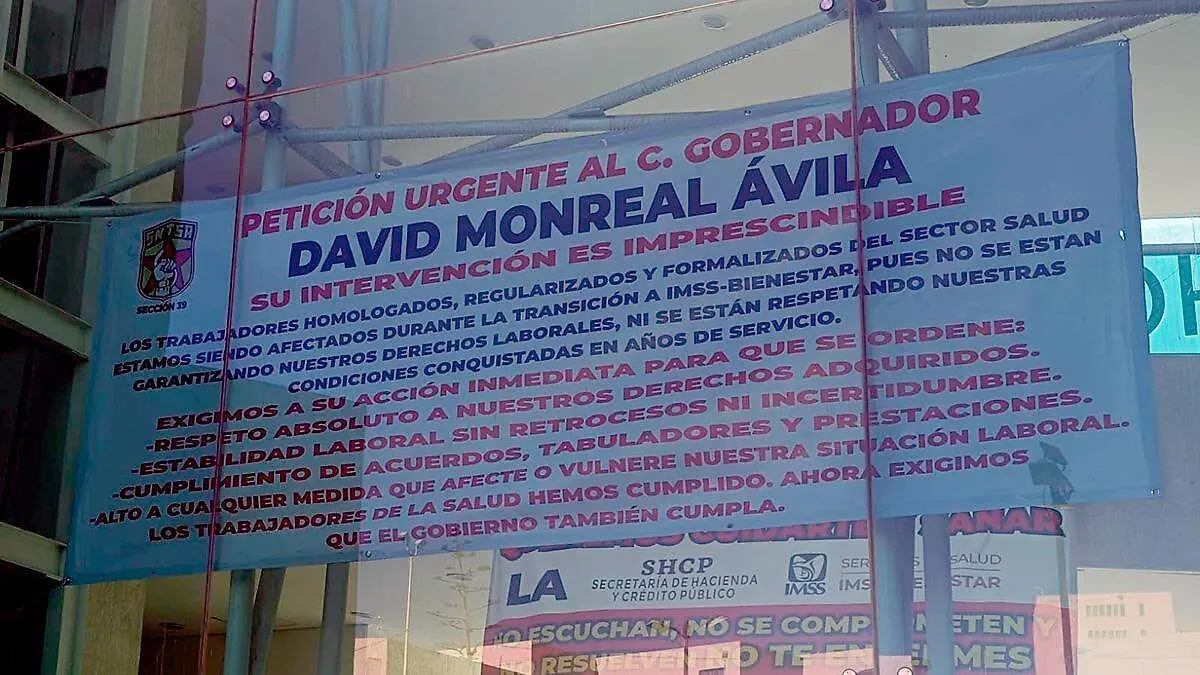 PETICIÓN URGENTE AL C. GOBERNADOR
DAVID MONREAL ÁVILA
SU INTERVENCIÓN ES IMPRESCINDIBLE
SNTSA
SECCIÓN 39
LOS TRABAJADORES HOMOLOGADOS, REGULARIZADOS Y FORMALIZADOS DEL SECTOR SALUD
ESTAMOS SIENDO AFECTADOS DURANTE LA TRANSICIÓN A IMSS-BIENESTAR, PUES NO SE ESTAN
GARANTIZANDO NUESTROS DERECHOS LABORALES, NI SE ESTÁN RESPETANDO NUESTRAS
CONDICIONES CONQUISTADAS EN AÑOS DE SERVICIO.
EXIGIMOS A SU ACCIÓN INMEDIATA PARA QUE SE ORDENE:
-RESPETO ABSOLUTO A NUESTROS DERECHOS ADQUIRIDOS.
-ESTABILIDAD LABORAL SIN RETROCESOS NI INCERTIDUMBRE.
-CUMPLIMIENTO DE ACUERDOS, TABULADORES Y PRESTACIONES.
-ALTO A CUALQUIER MEDIDA QUE AFECTE O VULNERE NUESTRA SITUACIÓN LABORAL.
LOS TRABAJADORES DE LA SALUD HEMOS CUMPLIDO. AHORA EXIGIMOS
QUE EL GOBIERNO TAMBIÉN CUMPLA.
LA SHCP
SECRETARÍA DE HACIENDA
Y CRÉDITO PÚBLICO
IMSS
SALUD
NO ESCUCHAN, NO SE COMPROMETEN Y
NO RESUELVEN NO TE ENFERMES